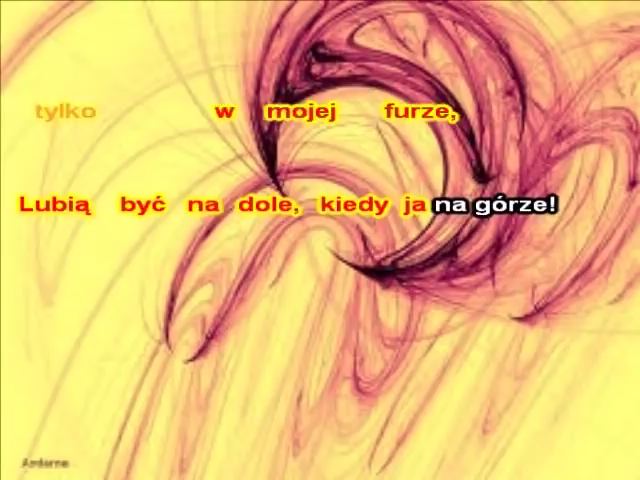 tylko w mojej furze,
Lubią być na dole, kiedy ja na górze!